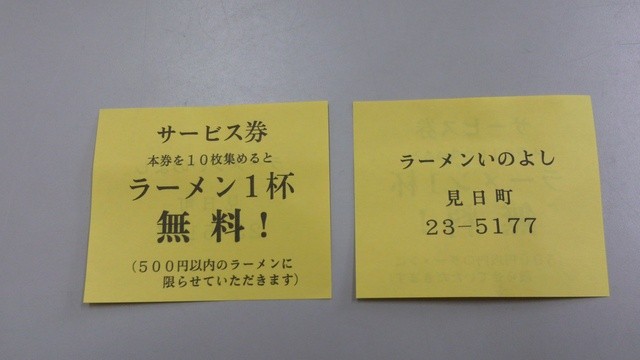 サービス券
本券を１０枚集めると
ラーメン１杯
無料！
（５００円以内のラーメンに
限らせていただきます）
ラーメンいのよし
見日町
２３−５１７７